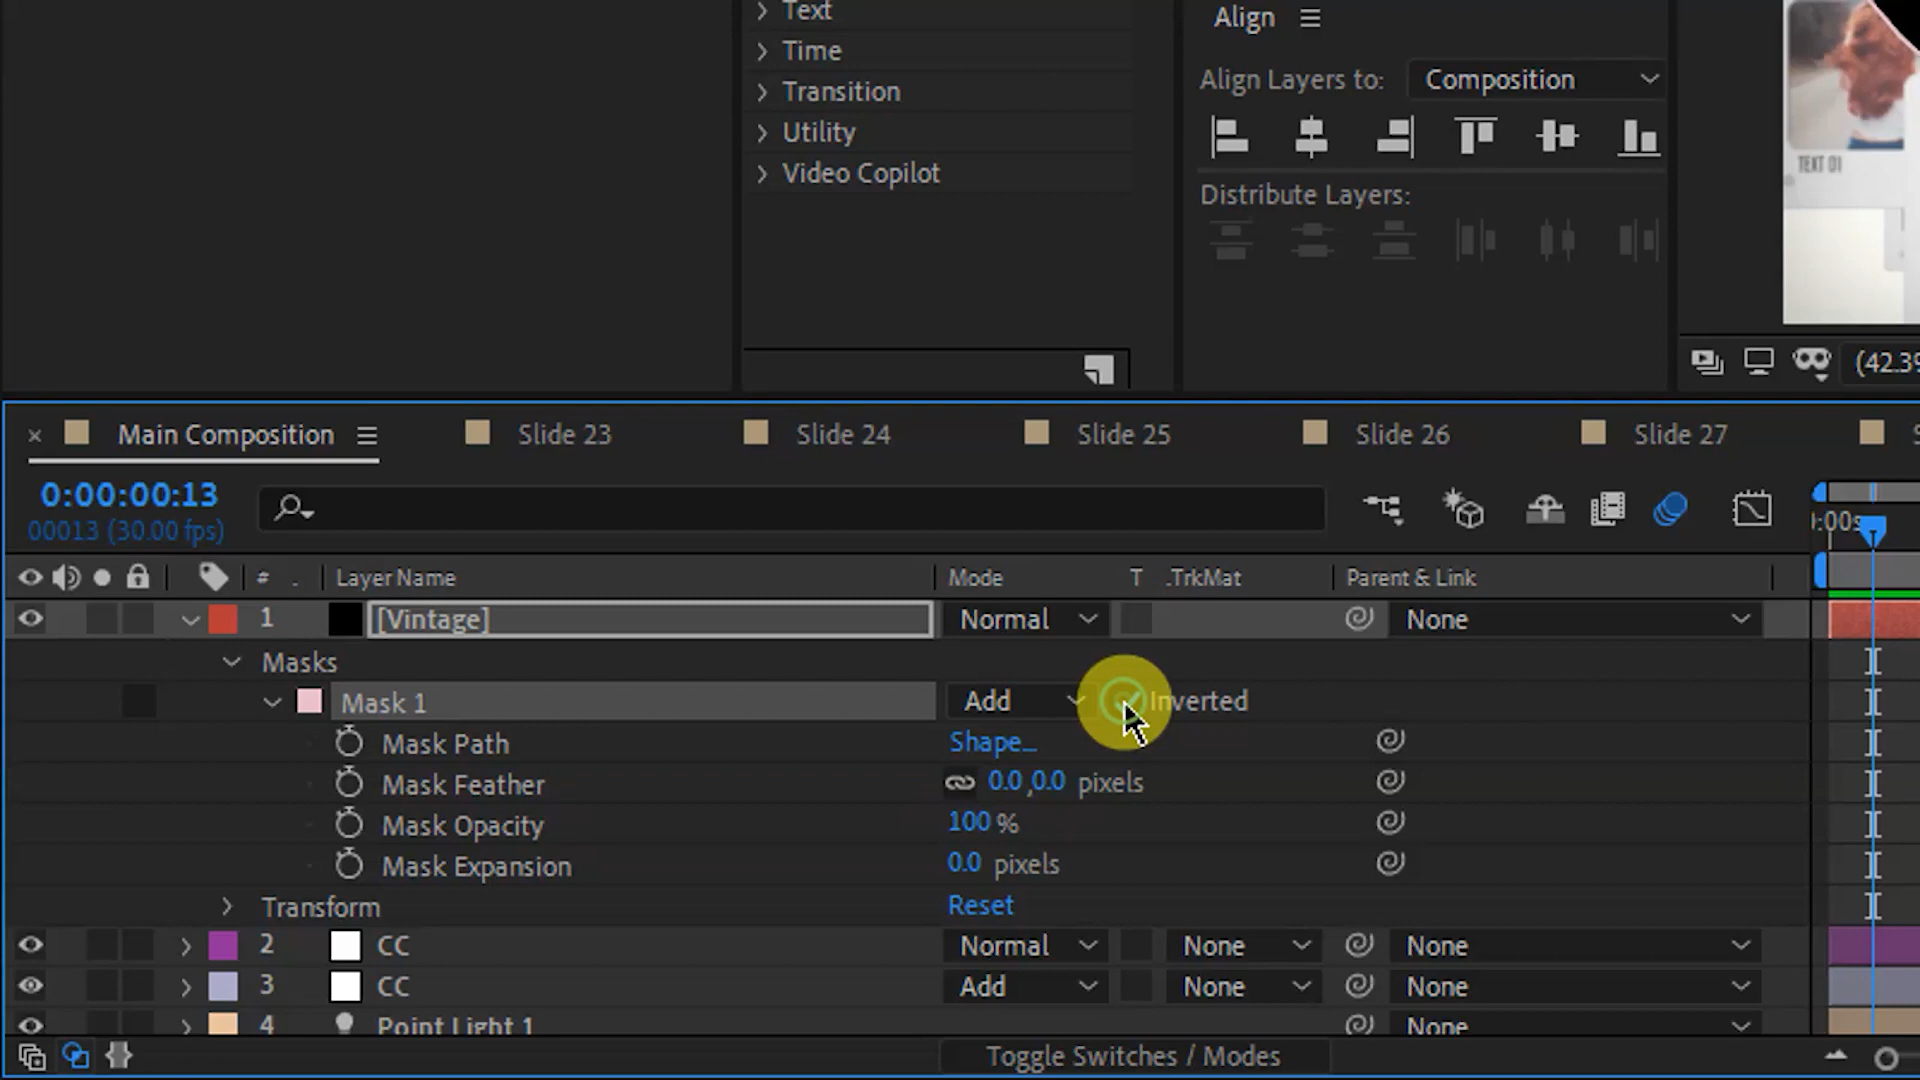 Text
Time
Transition
Utility
Video Copilot
Align
Align Layers to: Composition
Distribute Layers:
TEXT 01
(42.39
Main Composition Slide 23 Slide 24 Slide 25 Slide 26 Slide 27
0:00:00:13
00013 (30.00 fps)
:00s
# . Layer Name Mode T .TrkMat Parent & Link
1 [Vintage] Normal None
Masks
Mask 1 Add Inverted
Mask Path Shape...
Mask Feather 0.0,0.0 pixels
Mask Opacity 100 %
Mask Expansion 0.0 pixels
Transform Reset
2 CC Normal None None
3 CC Add None None
4 Point Light 1 None
Toggle Switches / Modes